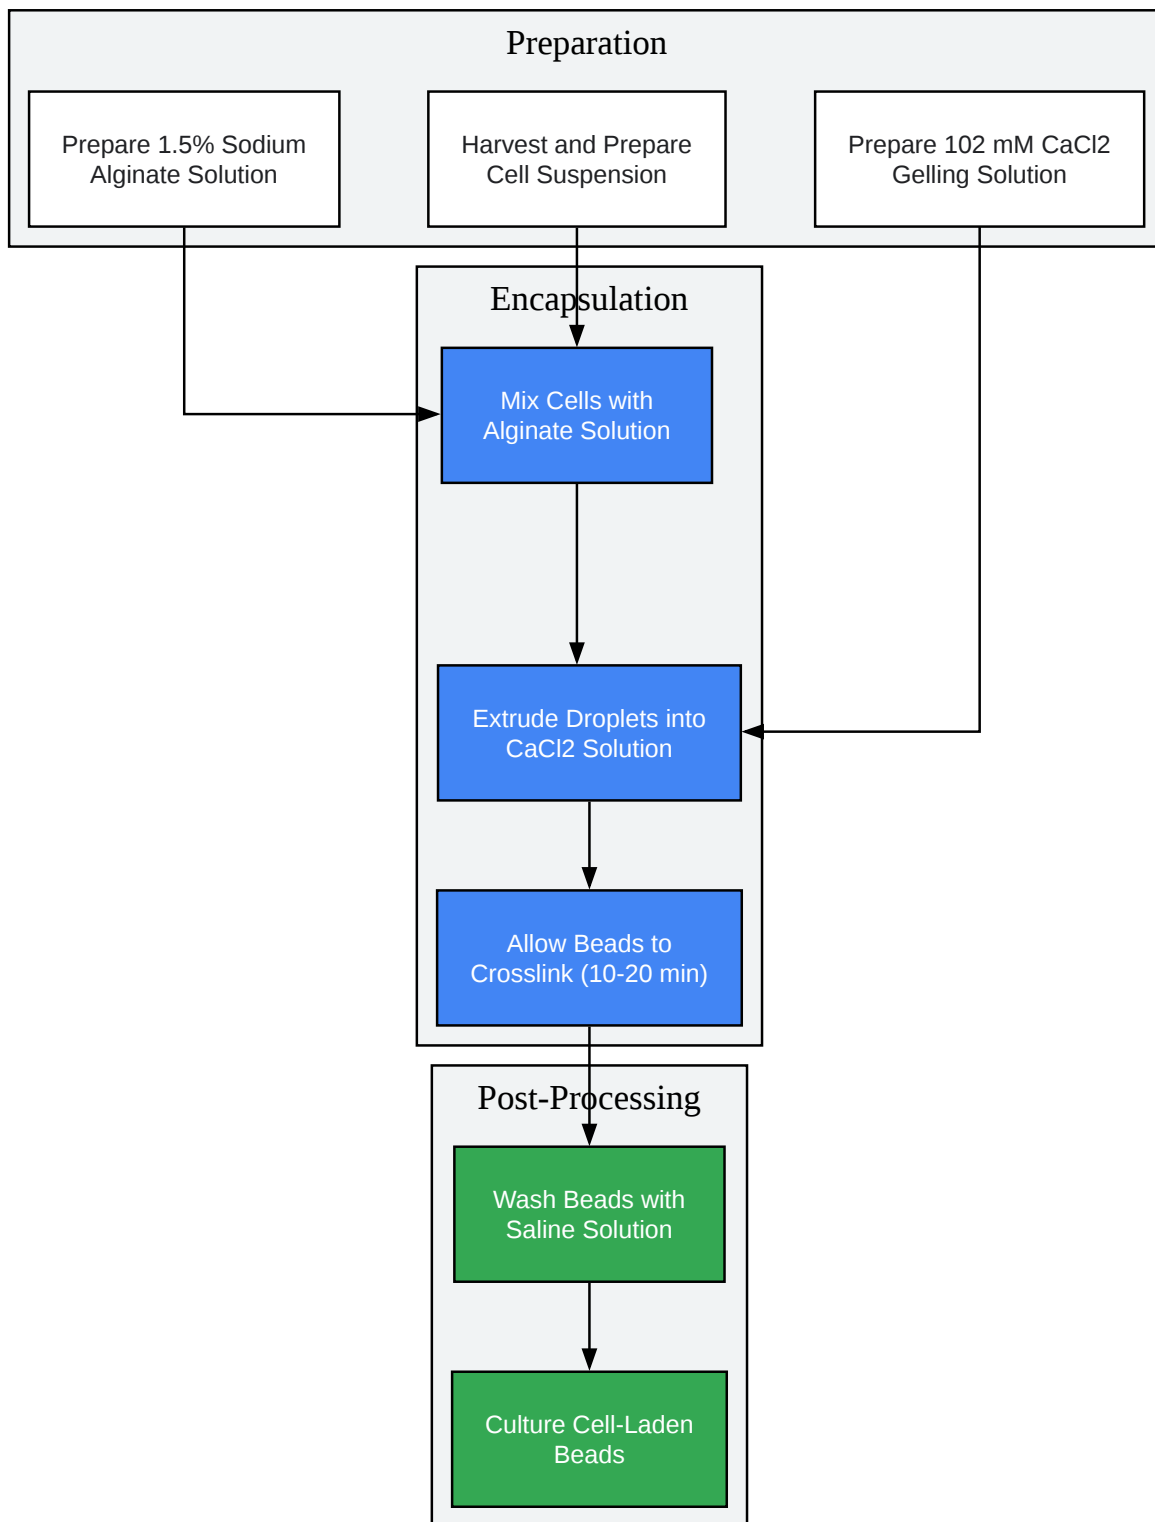 Preparation
Prepare 1.5% Sodium
Alginate Solution
Harvest and Prepare
Cell Suspension
Prepare 102 mM CaCl2
Gelling Solution
Encapsulation
Mix Cells with
Alginate Solution
Extrude Droplets into
CaCl2 Solution
Allow Beads to
Crosslink (10-20 min)
Post-Processing
Wash Beads with
Saline Solution
Culture Cell-Laden
Beads